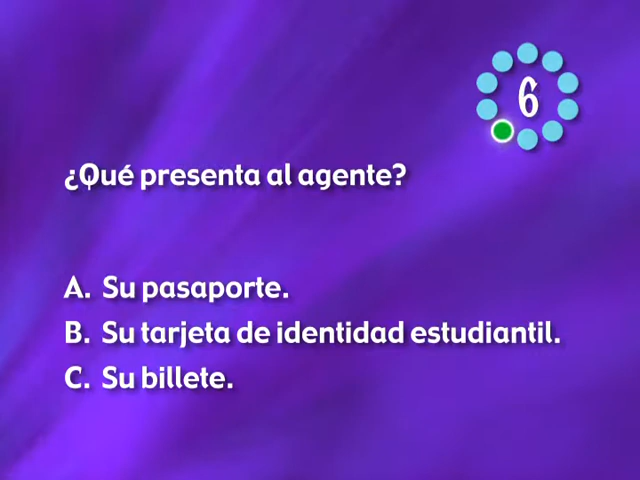 6
¿Qué presenta al agente?
A. Su pasaporte.
B. Su tarjeta de identidad estudiantil.
C. Su billete.